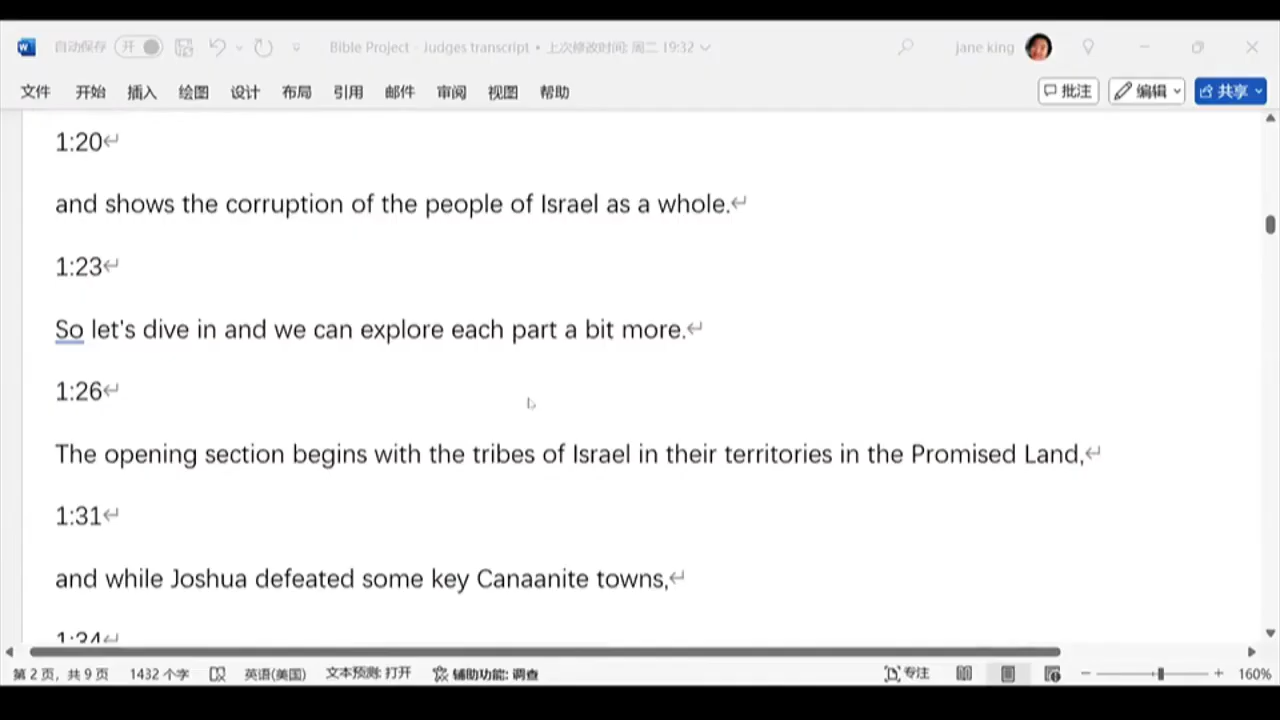 自动保存 开 Bible Project - Judges transcript • 上次修改时间: 周二 19:32 jane king
文件 开始 插入 绘图 设计 布局 引用 邮件 审阅 视图 帮助 批注 编辑 共享
1:20
and shows the corruption of the people of Israel as a whole.
1:23
So let's dive in and we can explore each part a bit more.
1:26
The opening section begins with the tribes of Israel in their territories in the Promised Land,
1:31
and while Joshua defeated some key Canaanite towns,
1:34
第 2 页，共 9 页 1432 个字 英语(美国) 文本预测: 打开 辅助功能: 调查 专注 160%